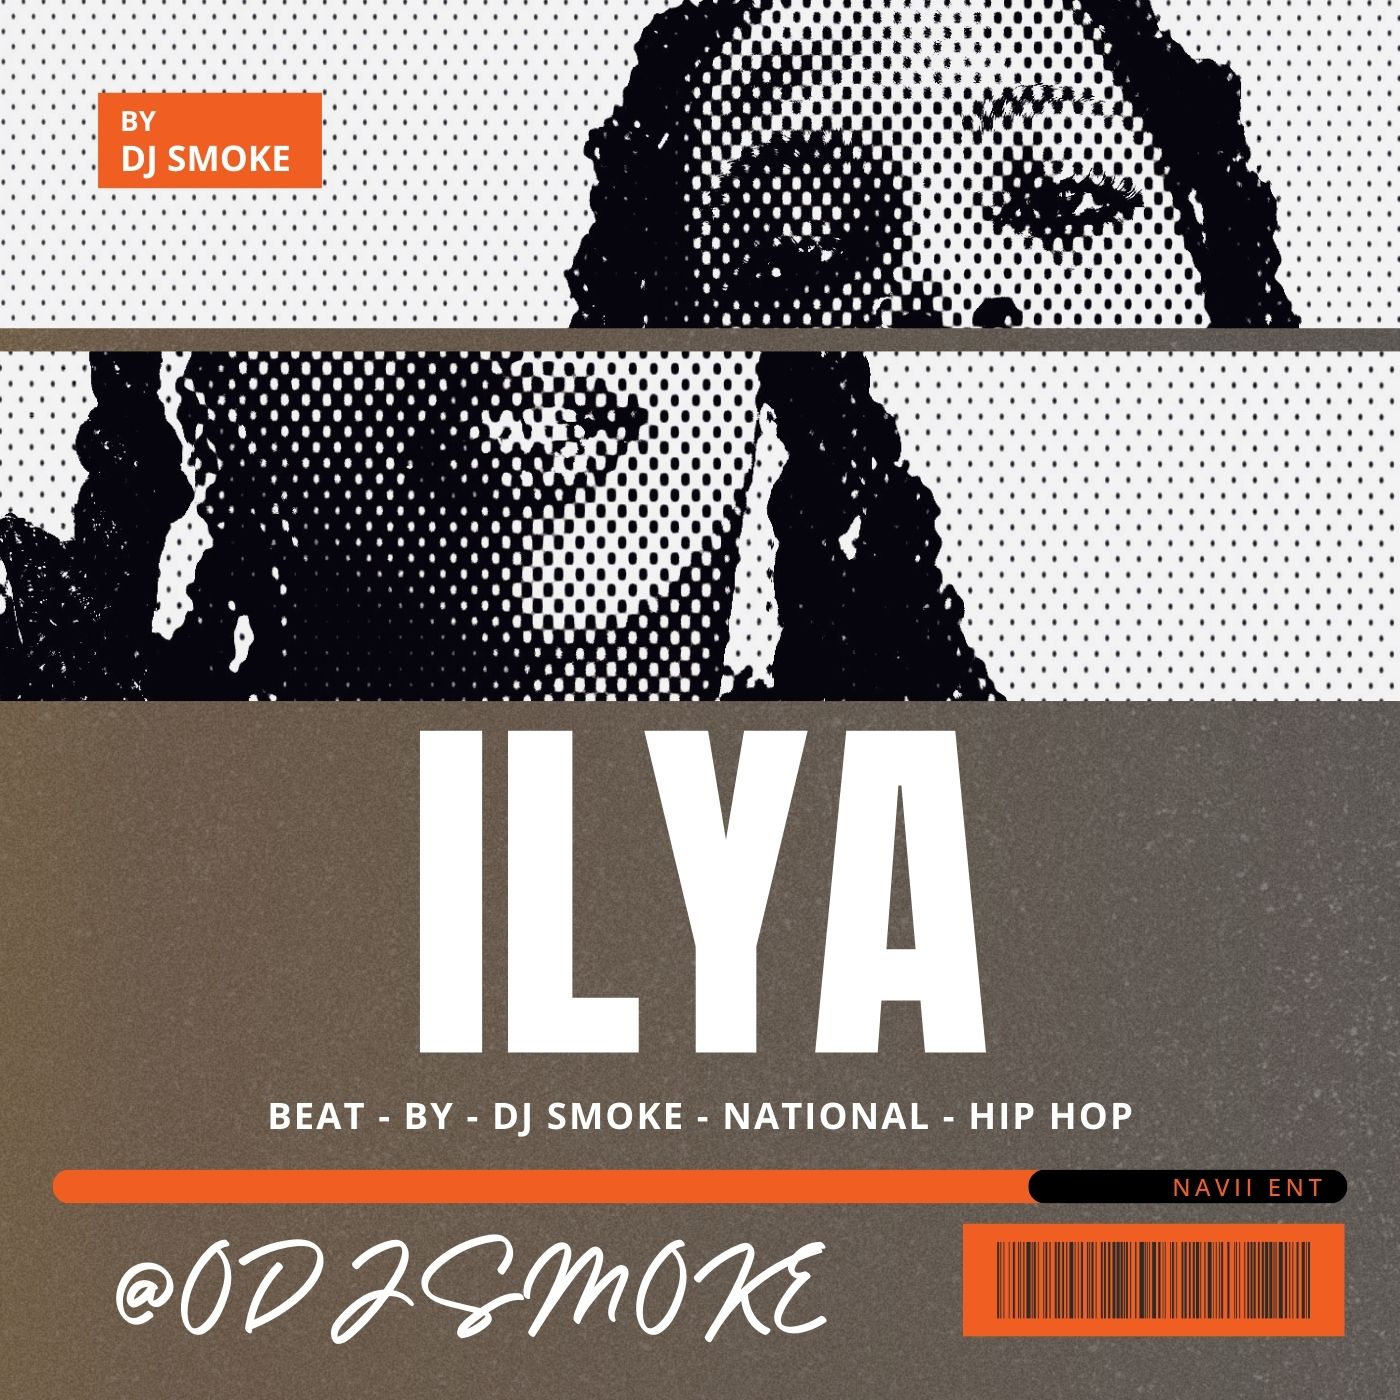 BY
DJ SMOKE
ILYA
BEAT - BY - DJ SMOKE - NATIONAL - HIP HOP
NAVII ENT
@ODJSMOKE